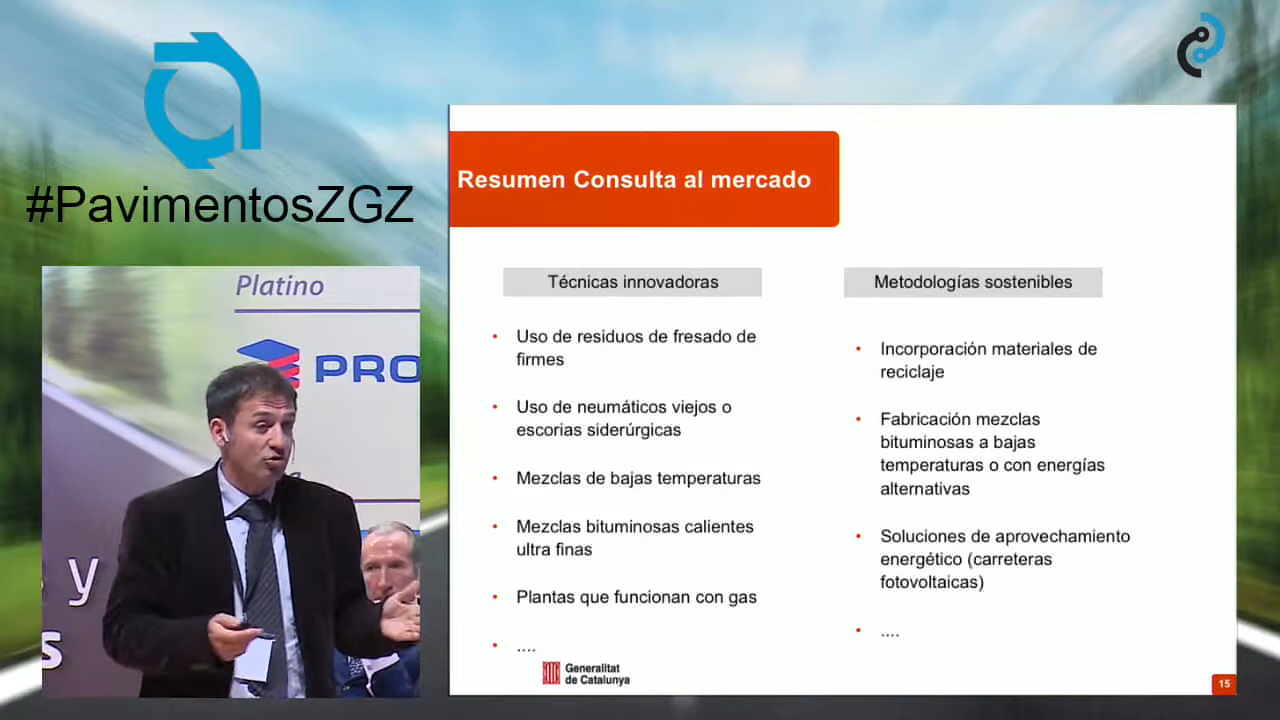 #PavimentosZGZ
Platino
PRO
y
s
Resumen Consulta al mercado
Técnicas innovadoras
• Uso de residuos de fresado de
firmes
• Uso de neumáticos viejos o
escorias siderúrgicas
• Mezclas de bajas temperaturas
• Mezclas bituminosas calientes
ultra finas
• Plantas que funcionan con gas
• ....
Metodologías sostenibles
• Incorporación materiales de
reciclaje
• Fabricación mezclas
bituminosas a bajas
temperaturas o con energías
alternativas
• Soluciones de aprovechamiento
energético (carreteras
fotovoltaicas)
• ....
Generalitat
de Catalunya
15